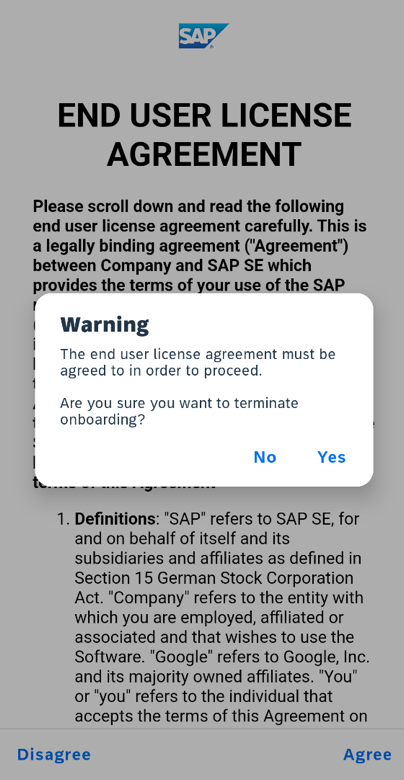 SAP
END USER LICENSE
AGREEMENT
Please scroll down and read the following
end user license agreement carefully. This is
a legally binding agreement ("Agreement")
between Company and SAP SE which
provides the terms of your use of the SAP
Warning
The end user license agreement must be
agreed to in order to proceed.
Are you sure you want to terminate
onboarding?
No Yes
terms of this Agreement
1. Definitions: "SAP" refers to SAP SE, for
and on behalf of itself and its
subsidiaries and affiliates as defined in
Section 15 German Stock Corporation
Act. "Company" refers to the entity with
which you are employed, affiliated or
associated and that wishes to use the
Software. "Google" refers to Google, Inc.
and its majority owned affiliates. "You"
or "you" refers to the individual that
accepts the terms of this Agreement on
Disagree Agree